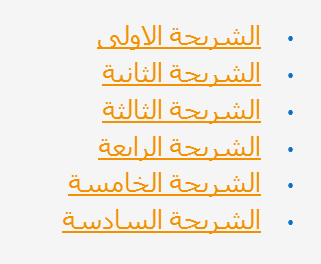 الشريحة الاولى
الشريحة الثانية
الشريحة الثالثة
الشريحة الرابعة
الشريحة الخامسة
الشريحة السادسة